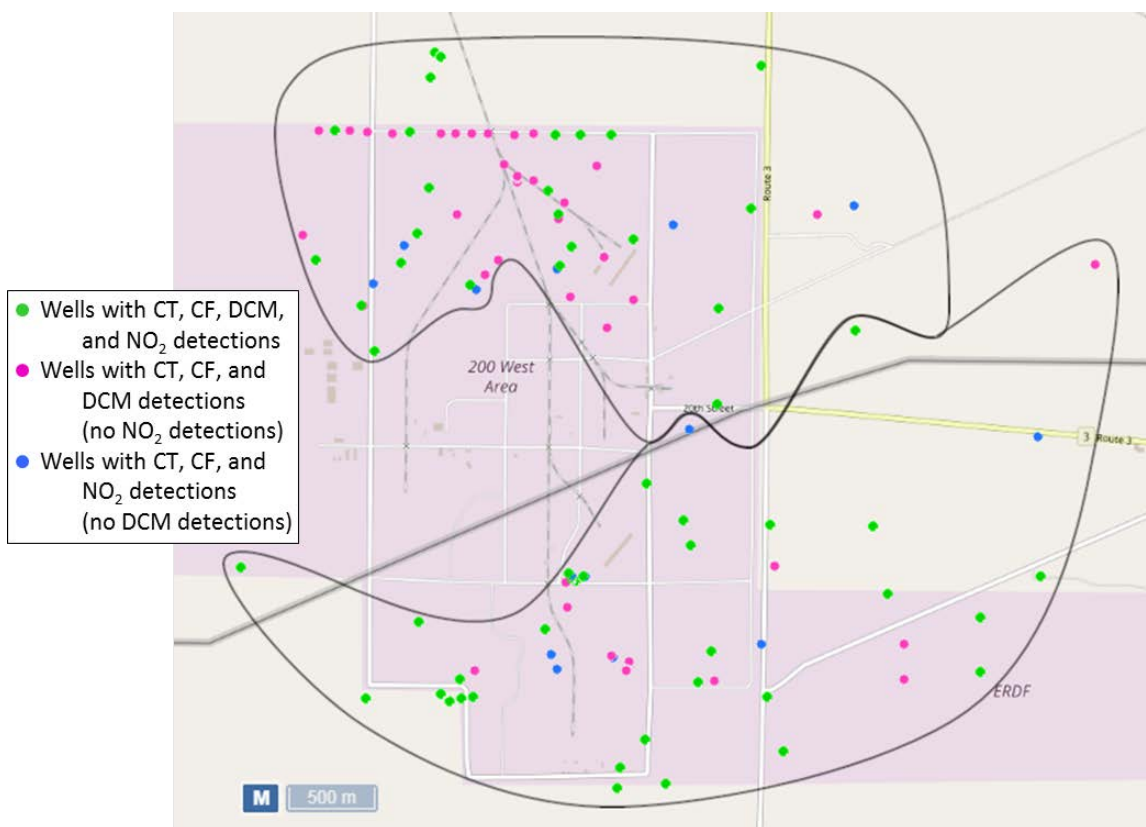 Route 3
Wells with CT, CF, DCM,
and NO₂ detections
Wells with CT, CF, and
DCM detections
(no NO₂ detections)
Wells with CT, CF, and
NO₂ detections
(no DCM detections)
200 West
Area
20th Street
3 Route 3
ERDF
M 500 m